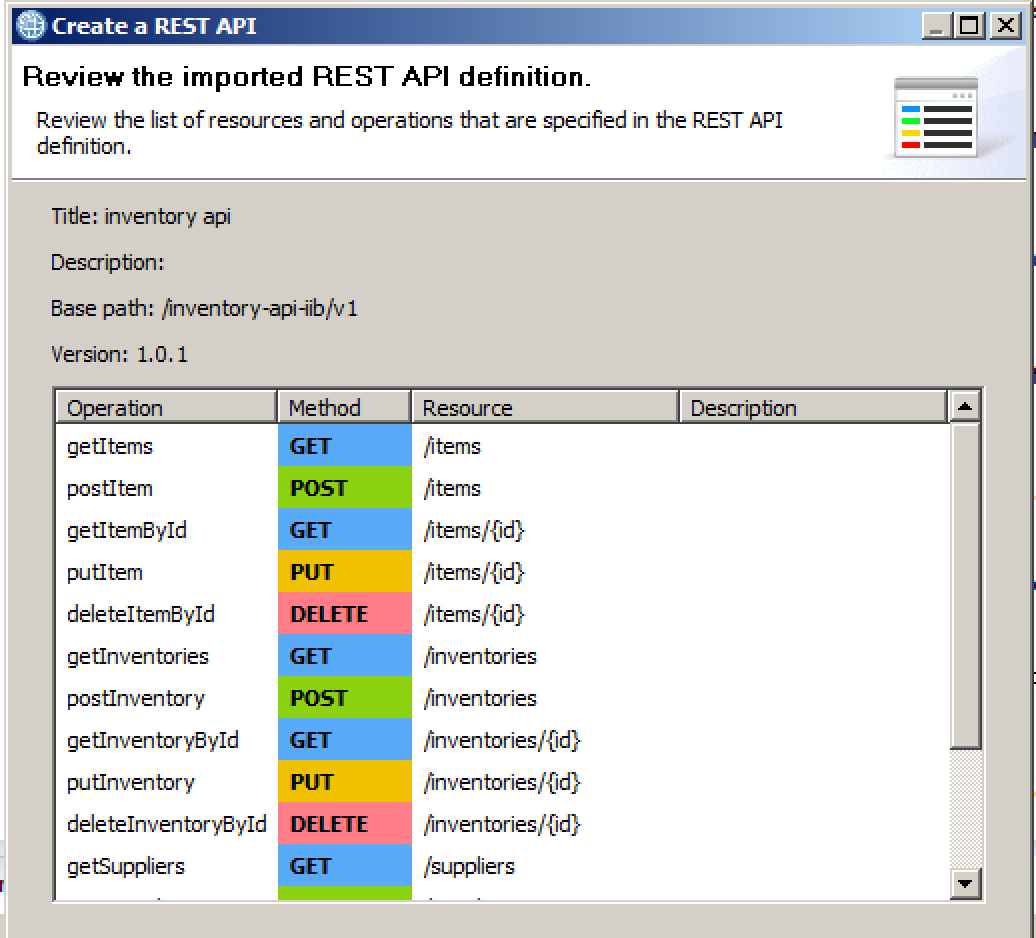 Create a REST API
Review the imported REST API definition.
Review the list of resources and operations that are specified in the REST API
definition.
Title: inventory api
Description:
Base path: /inventory-api-iib/v1
Version: 1.0.1
Operation Method Resource Description
getItems GET /items
postItem POST /items
getItemById GET /items/{id}
putItem PUT /items/{id}
deleteItemById DELETE /items/{id}
getInventories GET /inventories
postInventory POST /inventories
getInventoryById GET /inventories/{id}
putInventory PUT /inventories/{id}
deleteInventoryById DELETE /inventories/{id}
getSuppliers GET /suppliers